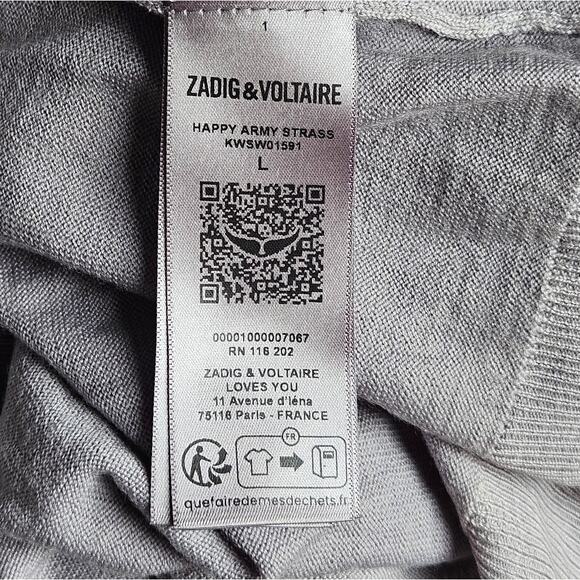 1
ZADIG & VOLTAIRE
HAPPY ARMY STRASS
KWSW01591
L
00001000007067
RN 116 202
ZADIG & VOLTAIRE
LOVES YOU
11 Avenue d'Iéna
75116 Paris - FRANCE
FR
quefairedemesdechets.fr